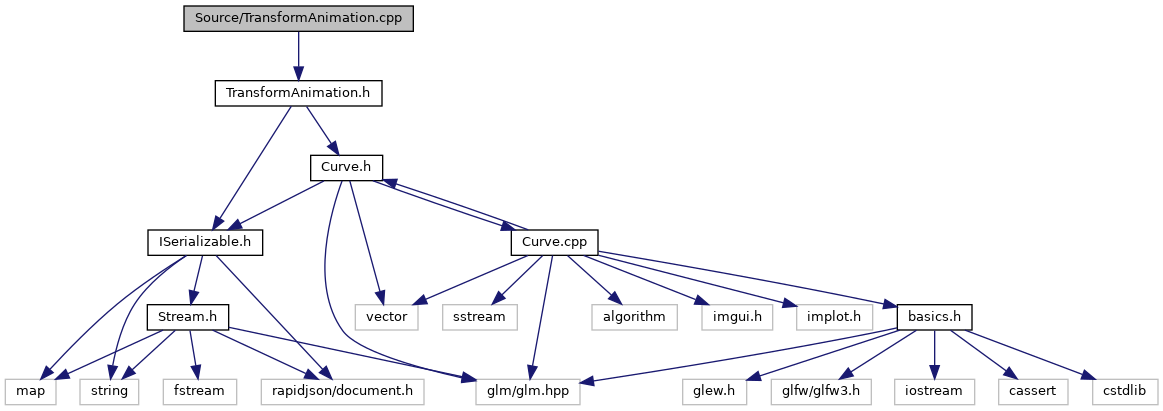 Source/TransformAnimation.cpp
TransformAnimation.h
Curve.h
ISerializable.h
Curve.cpp
Stream.h
vector
sstream
algorithm
imgui.h
implot.h
basics.h
map
string
fstream
rapidjson/document.h
glm/glm.hpp
glew.h
glfw/glfw3.h
iostream
cassert
cstdlib